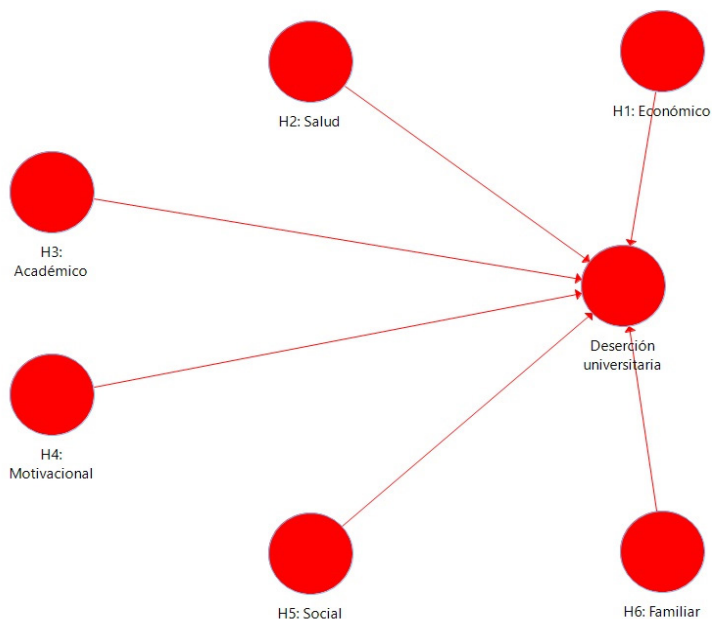 H2: Salud
H1: Económico
H3:
Académico
Deserción
universitaria
H4:
Motivacional
H5: Social
H6: Familiar